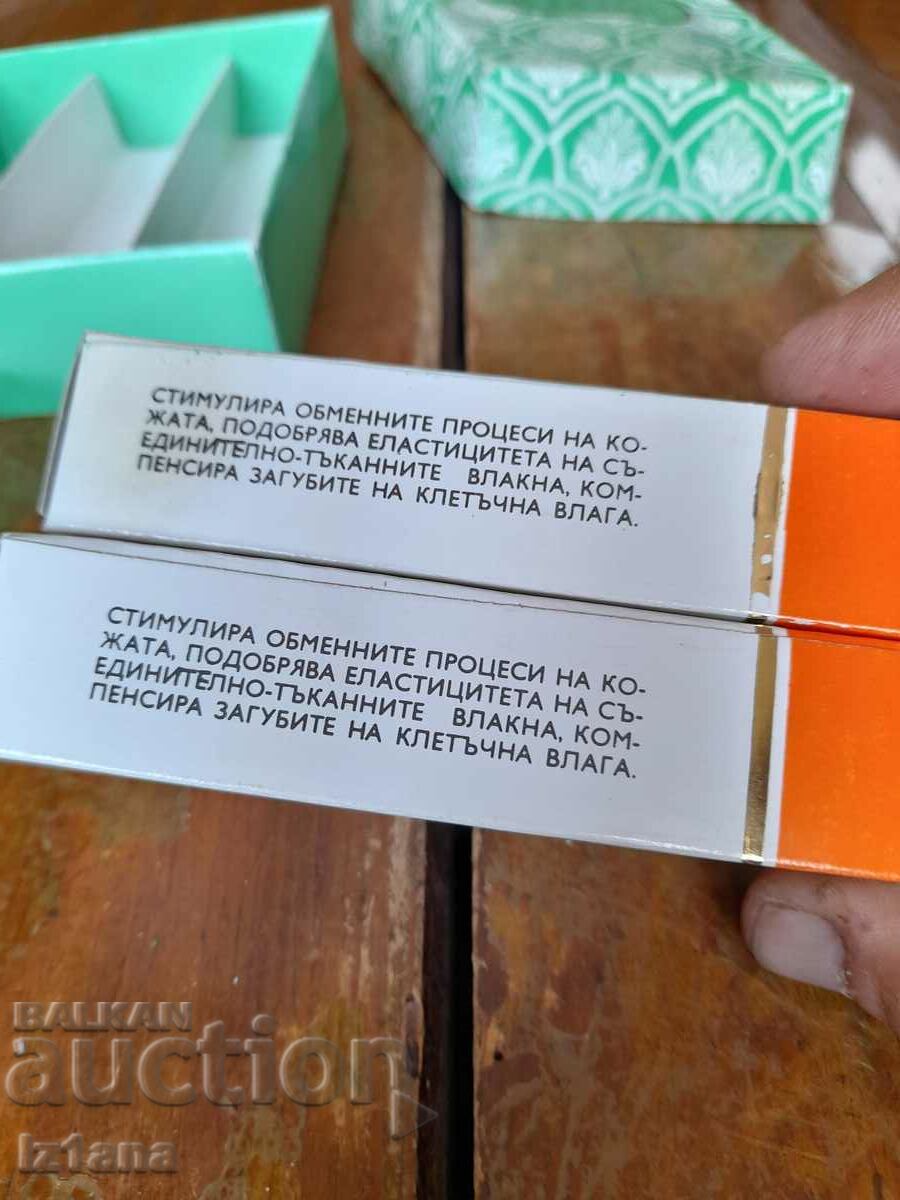 СТИМУЛИРА ОБМЕННИТЕ ПРОЦЕСИ НА КО-
ЖАТА, ПОДОБРЯВА ЕЛАСТИЦИТЕТА НА СЪ-
ЕДИНИТЕЛНО-ТЪКАННИТЕ ВЛАКНА, КОМ-
ПЕНСИРА ЗАГУБИТЕ НА КЛЕТЪЧНА ВЛАГА.
СТИМУЛИРА ОБМЕННИТЕ ПРОЦЕСИ НА КО-
ЖАТА, ПОДОБРЯВА ЕЛАСТИЦИТЕТА НА СЪ-
ЕДИНИТЕЛНО-ТЪКАННИТЕ ВЛАКНА, КОМ-
ПЕНСИРА ЗАГУБИТЕ НА КЛЕТЪЧНА ВЛАГА.
BALKAN
auction
iz1ana